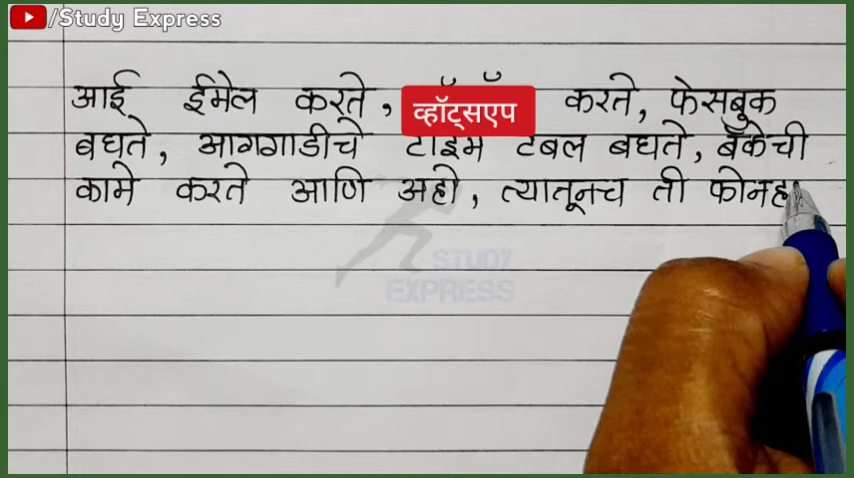 /Study Express
आई ईमेल करते, व्हॉट्सएप करते, फेसबुक
बघते, आगगाडीचे टाइम टेबल बघते, बँकेची
कामे करते आणि अहो, त्यातूनच ती फोनह
STUDY
EXPRESS